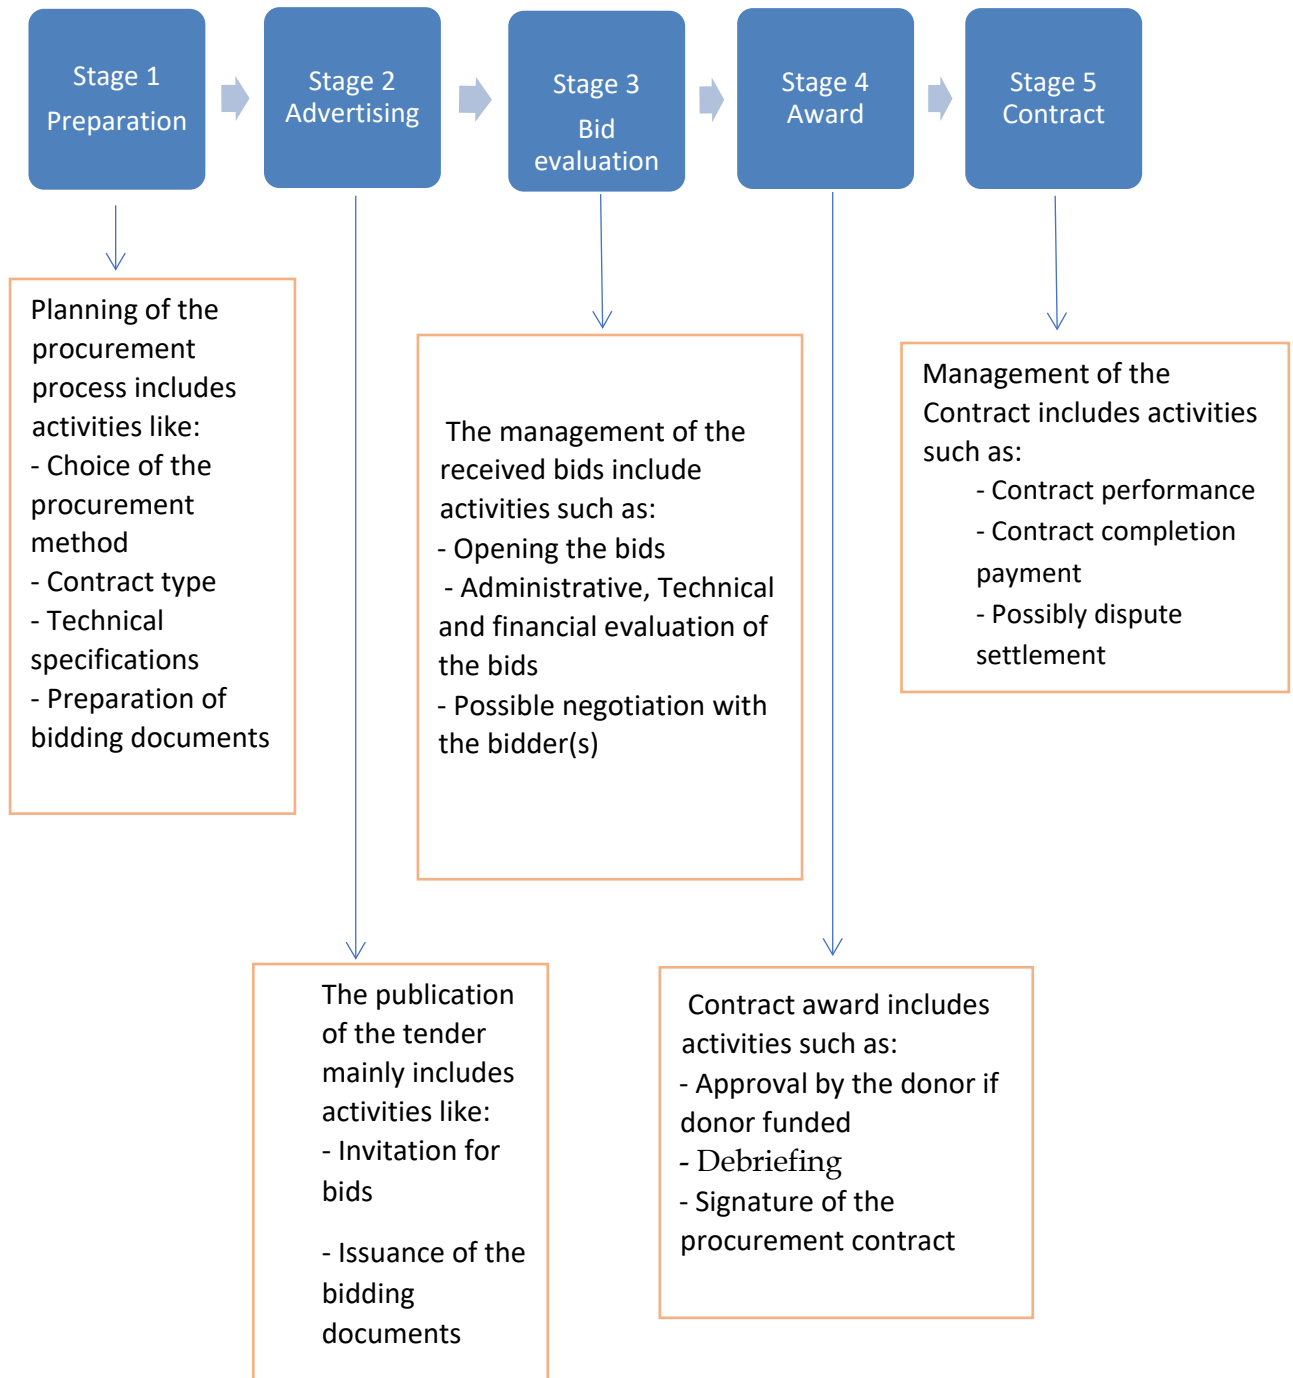 Stage 1
Preparation
Stage 2
Advertising
Stage 3
Bid
evaluation
Stage 4
Award
Stage 5
Contract
Planning of the
procurement
process includes
activities like:
- Choice of the
procurement
method
- Contract type
- Technical
specifications
- Preparation of
bidding documents
The management of the
received bids include
activities such as:
- Opening the bids
- Administrative, Technical
and financial evaluation of
the bids
- Possible negotiation with
the bidder(s)
Management of the
Contract includes activities
such as:
- Contract performance
- Contract completion
payment
- Possibly dispute
settlement
The publication
of the tender
mainly includes
activities like:
- Invitation for
bids
- Issuance of the
bidding
documents
Contract award includes
activities such as:
- Approval by the donor if
donor funded
- Debriefing
- Signature of the
procurement contract